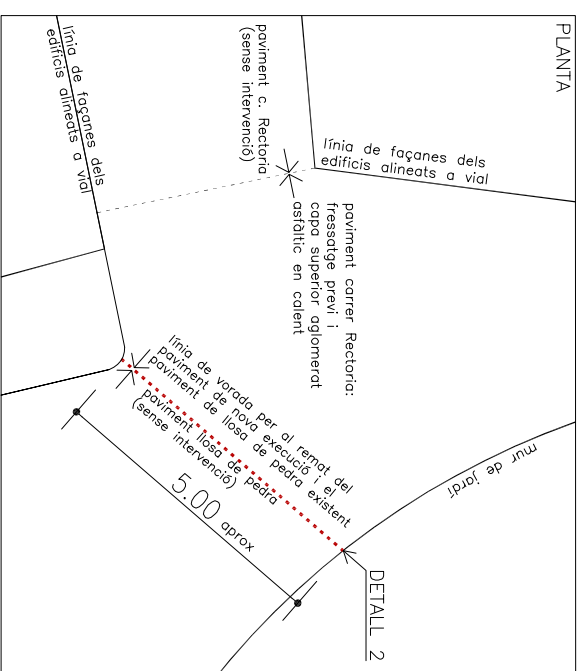 PLANTA
línia de façanes dels
edificis alineats a vial
paviment c. Rectoria
(sense intervenció)
línia de façanes dels
edificis alineats a vial
paviment carrer Rectoria:
fressatge previ i
capa superior aglomerat
asfàltic en calent
línia de vorada per al remat del
paviment de nova execució i el
paviment de llosa de pedra existent
paviment llosa de pedra
(sense intervenció)
5.00 aprox
mur de jardí
DETALL 2